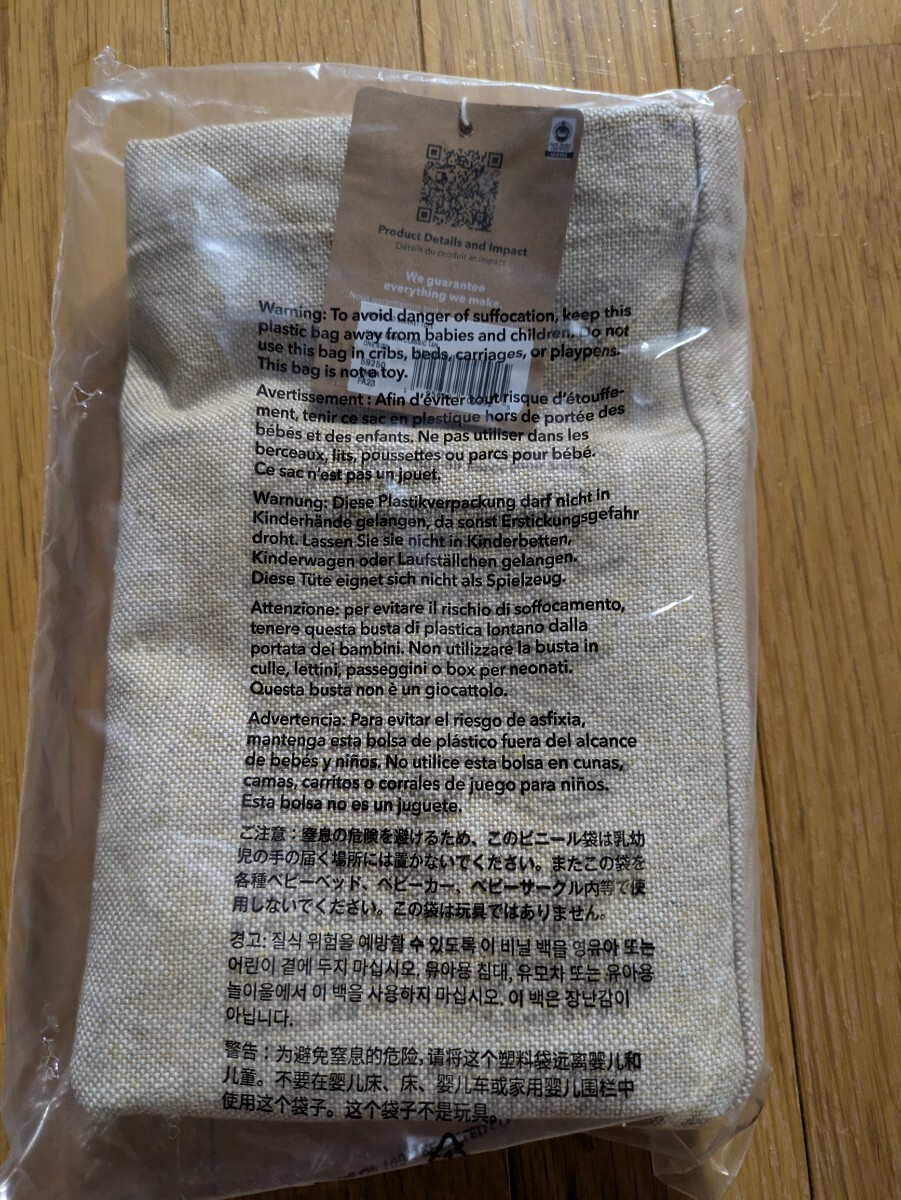 Product Details and Impact
Détails du produit et impact
We guarantee
everything we make.
Nous garantissons
Warning: To avoid danger of suffocation, keep this
plastic bag away from babies and children. Do not
use this bag in cribs, beds, carriages, or playpens.
This bag is not a toy.
59250
FA23
Avertissement : Afin d'éviter tout risque d'étouffe-
ment, tenir ce sac en plastique hors de portée des
bébés et des enfants. Ne pas utiliser dans les
berceaux, lits, poussettes ou parcs pour bébé.
Ce sac n'est pas un jouet.
Warnung: Diese Plastikverpackung darf nicht in
Kinderhände gelangen, da sonst Erstickungsgefahr
droht. Lassen Sie sie nicht in Kinderbetten,
Kinderwagen oder Laufställchen gelangen.
Diese Tüte eignet sich nicht als Spielzeug.
Attenzione: per evitare il rischio di soffocamento,
tenere questa busta di plastica lontano dalla
portata dei bambini. Non utilizzare la busta in
culle, lettini, passeggini o box per neonati.
Questa busta non è un giocattolo.
Advertencia: Para evitar el riesgo de asfixia,
mantenga esta bolsa de plástico fuera del alcance
de bebés y niños. No utilice esta bolsa en cunas,
camas, carritos o corrales de juego para niños.
Esta bolsa no es un juguete.
ご注意：窒息の危険を避けるため、このビニール袋は乳幼
児の手の届く場所には置かないでください。またこの袋を
各種ベビーベッド、ベビーカー、ベビーサークル内等で使
用しないでください。この袋は玩具ではありません。
경고: 질식 위험을 예방할 수 있도록 이 비닐 백을 영유아 또는
어린이 곁에 두지 마십시오. 유아용 침대, 유모차 또는 유아용
놀이울에서 이 백을 사용하지 마십시오. 이 백은 장난감이
아닙니다.
警告：为避免窒息的危险, 请将这个塑料袋远离婴儿和
儿童。不要在婴儿床、床、婴儿车或家用婴儿围栏中
使用这个袋子。这个袋子不是玩具。